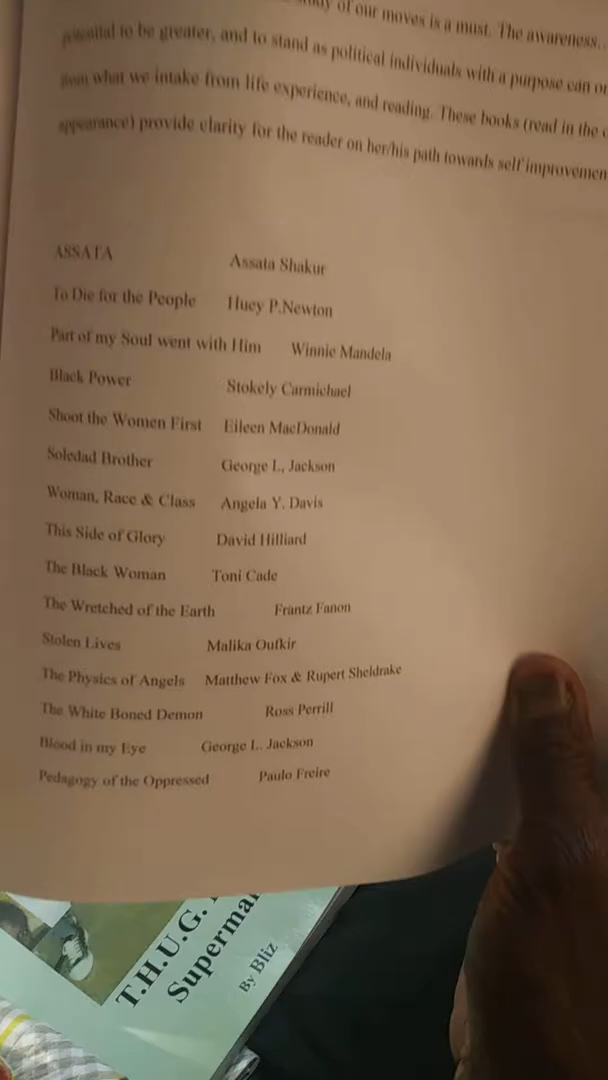 of our moves is a must. The awareness
to be greater, and to stand as political individuals with a purpose can
what we intake from life experience, and reading. These books (read in the
appearance) provide clarity for the reader on her/his path towards self improvemen
ASSATA Assata Shakur
To Die for the People Huey P.Newton
Part of my Soul went with Him Winnie Mandela
Black Power Stokely Carmichael
Shoot the Women First Eileen MacDonald
Soledad Brother George L, Jackson
Woman, Race & Class Angela Y. Davis
This Side of Glory David Hilliard
The Black Woman Toni Cade
The Wretched of the Earth Frantz Fanon
Stolen Lives Malika Oufkir
The Physics of Angels Matthew Fox & Rupert Sheldrake
The White Boned Demon Ross Perrill
Blood in my Eye George L. Jackson
Pedagogy of the Oppressed Paulo Freire
T.H.U.G.
Superma
By Bliz